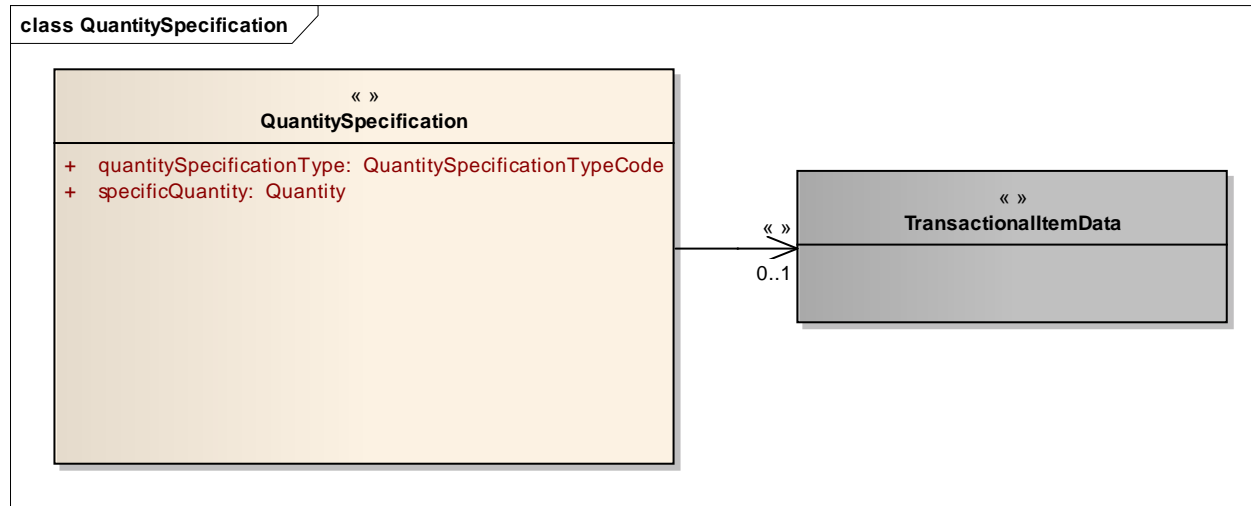 class QuantitySpecification
« »
QuantitySpecification
+ quantitySpecificationType: QuantitySpecificationTypeCode
+ specificQuantity: Quantity
« »
TransactionalItemData
« »
0..1